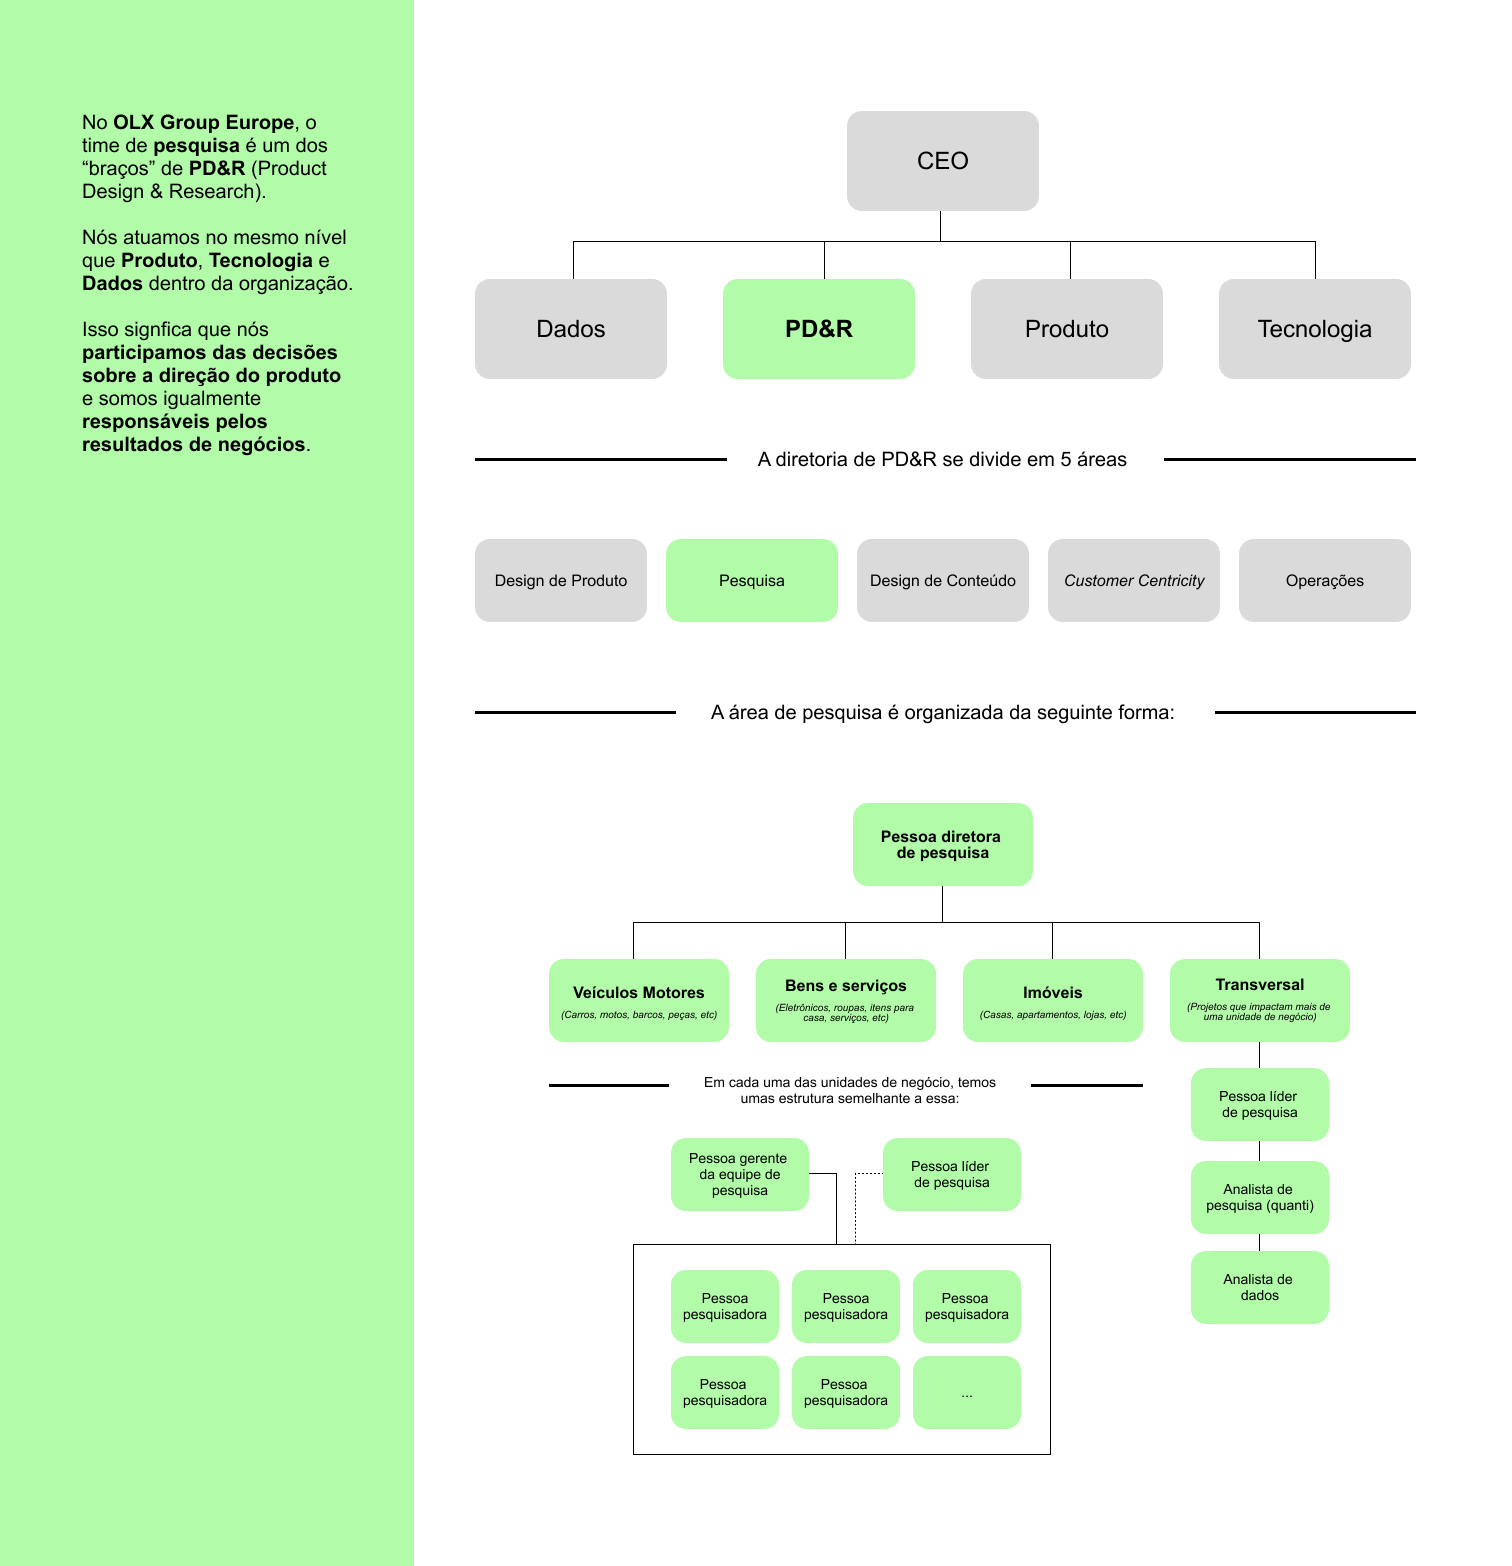 No OLX Group Europe, o
time de pesquisa é um dos
“braços” de PD&R (Product
Design & Research).
Nós atuamos no mesmo nível
que Produto, Tecnologia e
Dados dentro da organização.
Isso signfica que nós
participamos das decisões
sobre a direção do produto
e somos igualmente
responsáveis pelos
resultados de negócios.
CEO
Dados
PD&R
Produto
Tecnologia
A diretoria de PD&R se divide em 5 áreas
Design de Produto
Pesquisa
Design de Conteúdo
Customer Centricity
Operações
A área de pesquisa é organizada da seguinte forma:
Pessoa diretora
de pesquisa
Veículos Motores
(Carros, motos, barcos, peças, etc)
Bens e serviços
(Eletrônicos, roupas, itens para
casa, serviços, etc)
Imóveis
(Casas, apartamentos, lojas, etc)
Transversal
(Projetos que impactam mais de
uma unidade de negócio)
Em cada uma das unidades de negócio, temos
umas estrutura semelhante a essa:
Pessoa gerente
da equipe de
pesquisa
Pessoa líder
de pesquisa
Pessoa
pesquisadora
Pessoa
pesquisadora
Pessoa
pesquisadora
Pessoa
pesquisadora
Pessoa
pesquisadora
...
Pessoa líder
de pesquisa
Analista de
pesquisa (quanti)
Analista de
dados